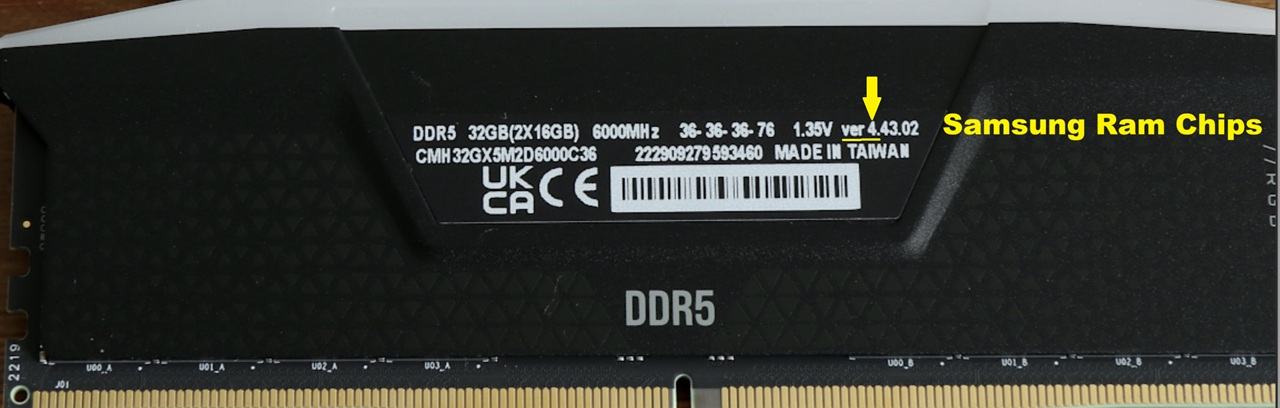 DDR5 32GB(2X16GB) 6000MHz 36-36-36-76 1.35V ver 4.43.02
Samsung Ram Chips
CMH32GX5M2D6000C36 222909279593460 MADE IN TAIWAN
UK
CA CE
//RGB
DDR5
2219
U00_A U01_A U02_A U03_A U00_B U01_B U02_B U03_B
J01